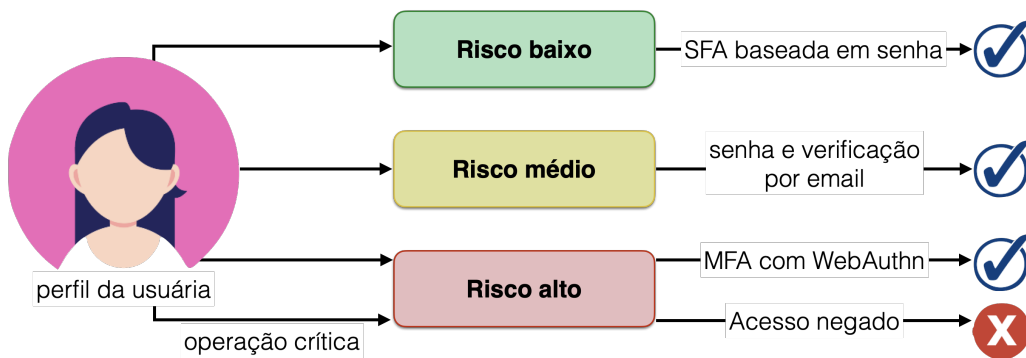 Risco baixo
SFA baseada em senha
Risco médio
senha e verificação
por email
perfil da usuária
Risco alto
MFA com WebAuthn
operação crítica
Acesso negado
X